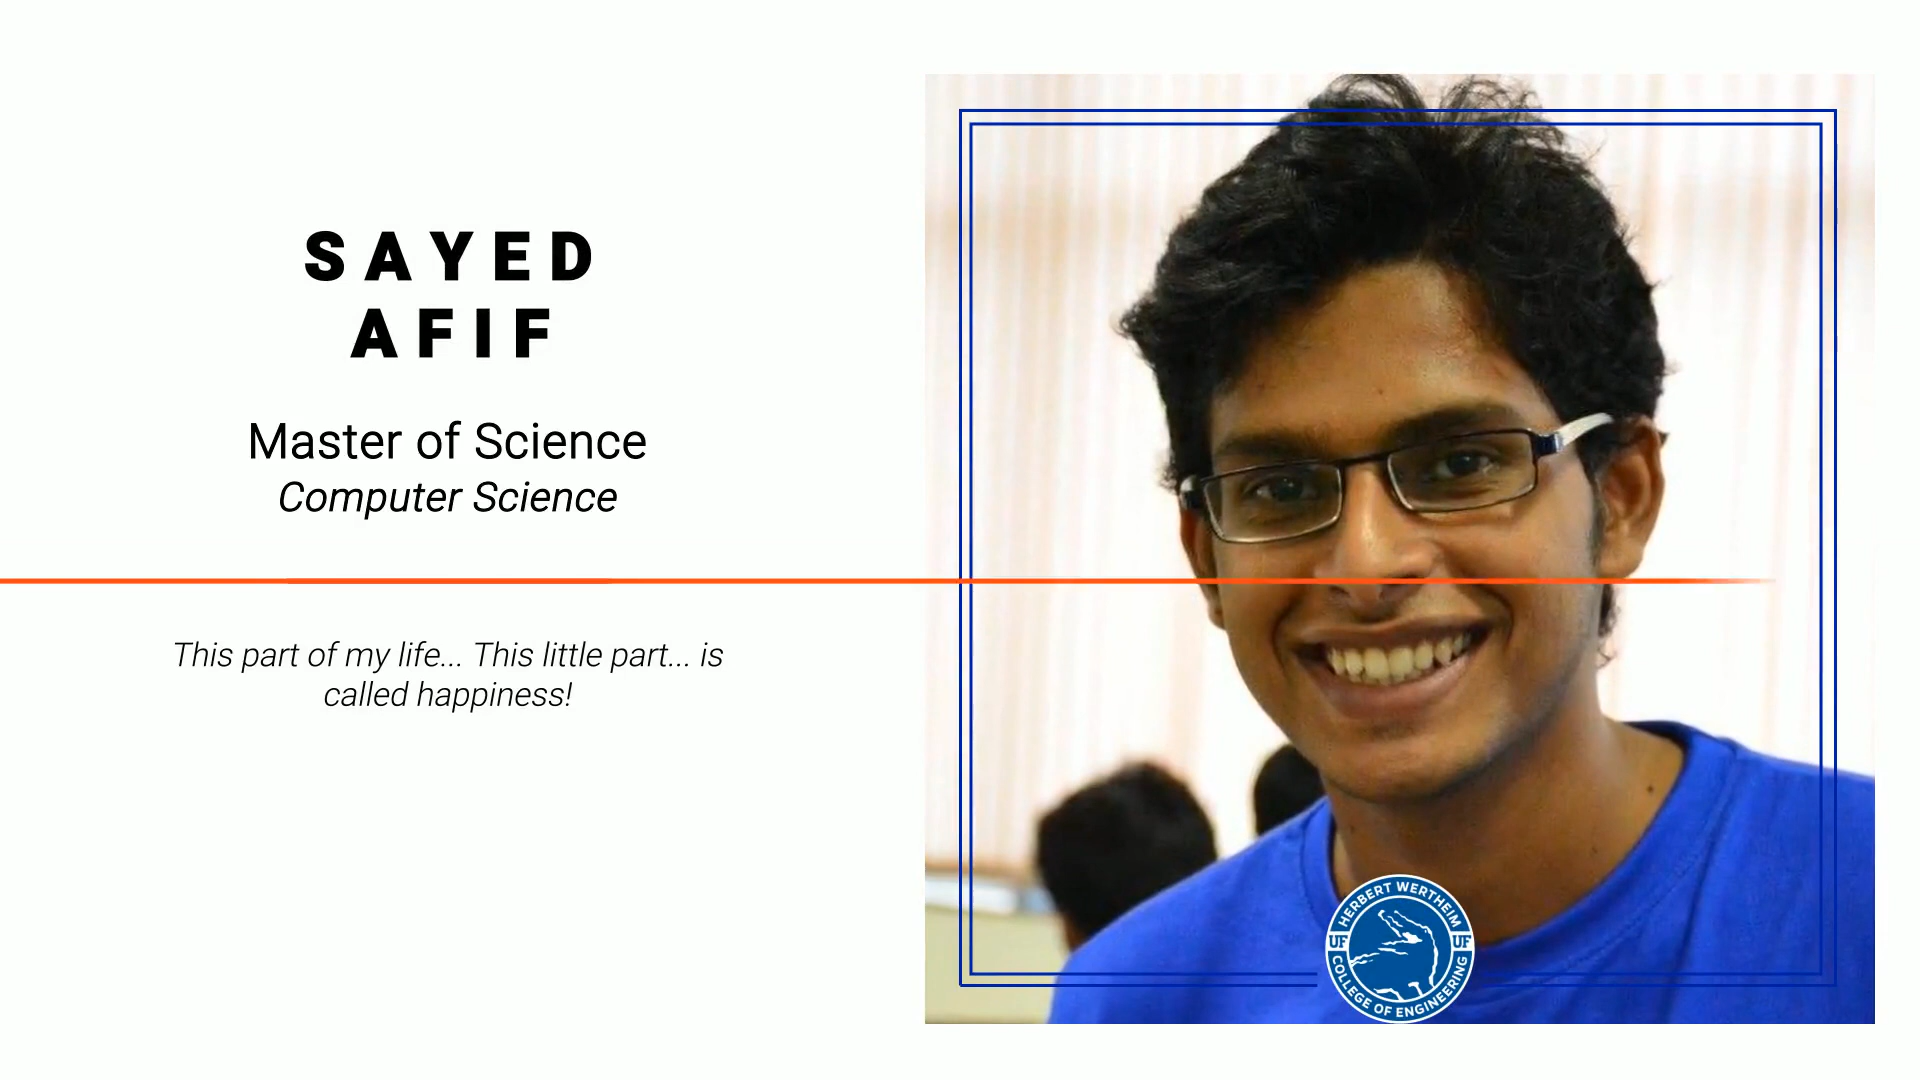 SAYED
AFIF
Master of Science
Computer Science
This part of my life... This little part... is
called happiness!
HERBERT WERTHEIM
UF UF
COLLEGE OF ENGINEERING